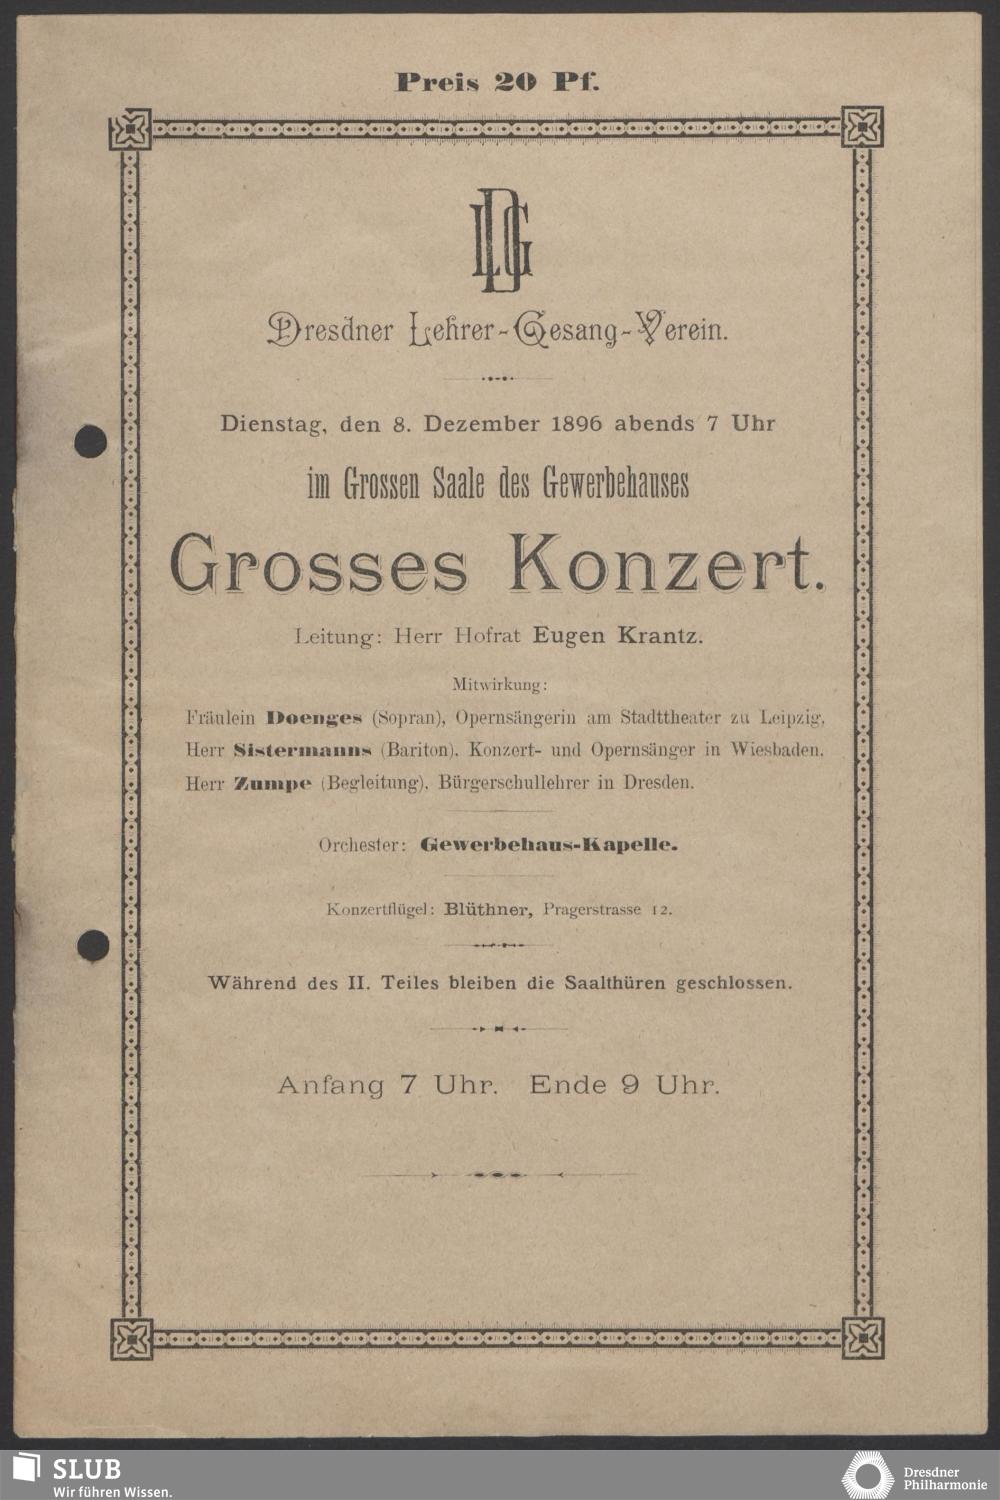 Preis 20 Pf.
LDG
Dresdner Lehrer-Gesang-Verein.
Dienstag, den 8. Dezember 1896 abends 7 Uhr
im Grossen Saale des Gewerbehauses
Grosses Konzert.
Leitung: Herr Hofrat Eugen Krantz.
Mitwirkung:
Fräulein Doenges (Sopran), Opernsängerin am Stadttheater zu Leipzig,
Herr Sistermanns (Bariton), Konzert- und Opernsänger in Wiesbaden,
Herr Zumpe (Begleitung), Bürgerschullehrer in Dresden.
Orchester: Gewerbehaus-Kapelle.
Konzertflügel: Blüthner, Pragerstrasse 12.
Während des II. Teiles bleiben die Saalthüren geschlossen.
Anfang 7 Uhr. Ende 9 Uhr.
SLUB
Wir führen Wissen.
Dresdner
Philharmonie